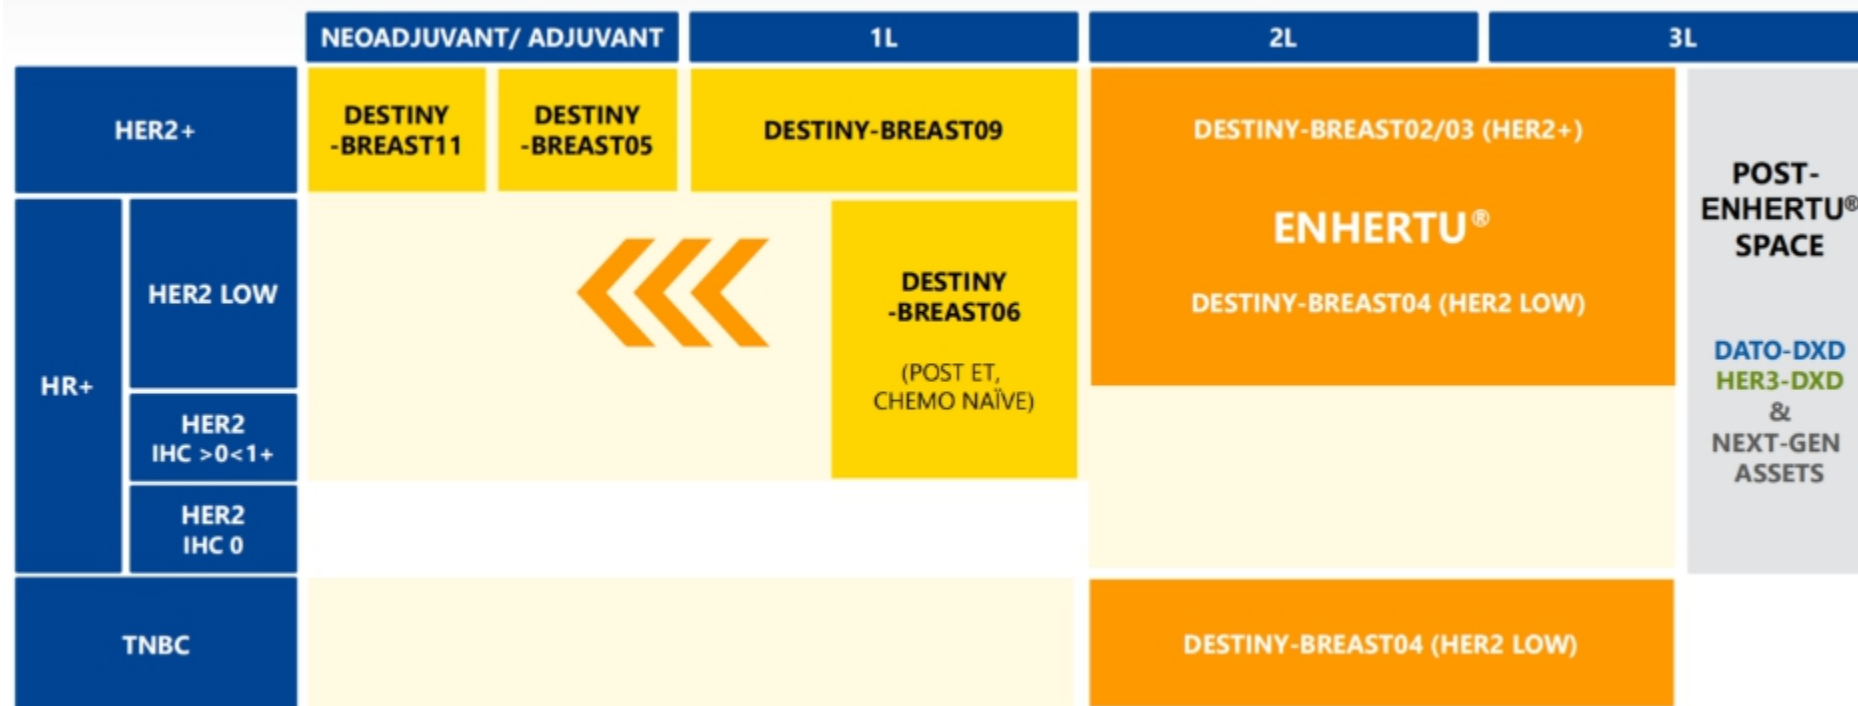 NEOADJUVANT/ ADJUVANT
1L
2L
3L
HER2+
DESTINY
-BREAST11
DESTINY
-BREAST05
DESTINY-BREAST09
DESTINY-BREAST02/03 (HER2+)
ENHERTU®
DESTINY-BREAST04 (HER2 LOW)
POST-
ENHERTU®
SPACE
DATO-DXD
HER3-DXD
&
NEXT-GEN
ASSETS
HR+
HER2 LOW
DESTINY
-BREAST06
(POST ET,
CHEMO NAÏVE)
HER2
IHC >0<1+
HER2
IHC 0
TNBC
DESTINY-BREAST04 (HER2 LOW)